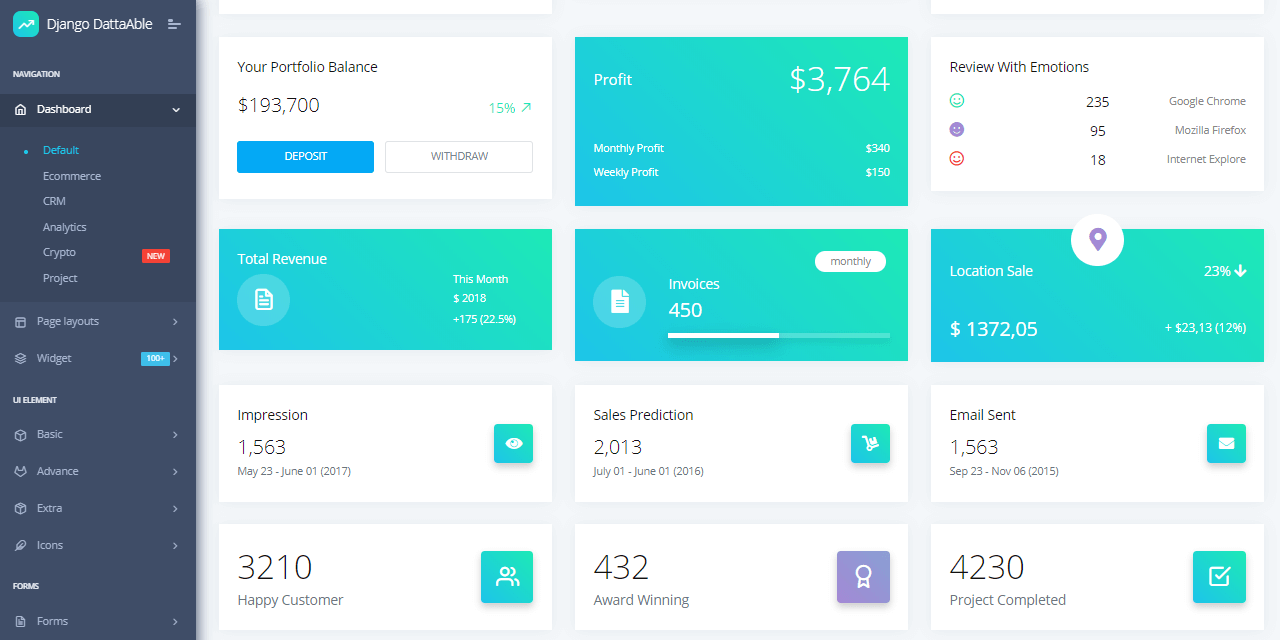 Django DattaAble
NAVIGATION
Dashboard
Default
Ecommerce
CRM
Analytics
Crypto NEW
Project
Page layouts
Widget 100+
UI ELEMENT
Basic
Advance
Extra
Icons
FORMS
Forms
Your Portfolio Balance
$193,700
15%
DEPOSIT WITHDRAW
Profit $3,764
Monthly Profit $340
Weekly Profit $150
Review With Emotions
235 Google Chrome
95 Mozilla Firefox
18 Internet Explore
Total Revenue
This Month
$ 2018
+175 (22.5%)
monthly
Invoices
450
Location Sale 23%
$ 1372,05 + $23,13 (12%)
Impression
1,563
May 23 - June 01 (2017)
Sales Prediction
2,013
July 01 - June 01 (2016)
Email Sent
1,563
Sep 23 - Nov 06 (2015)
3210
Happy Customer
432
Award Winning
4230
Project Completed